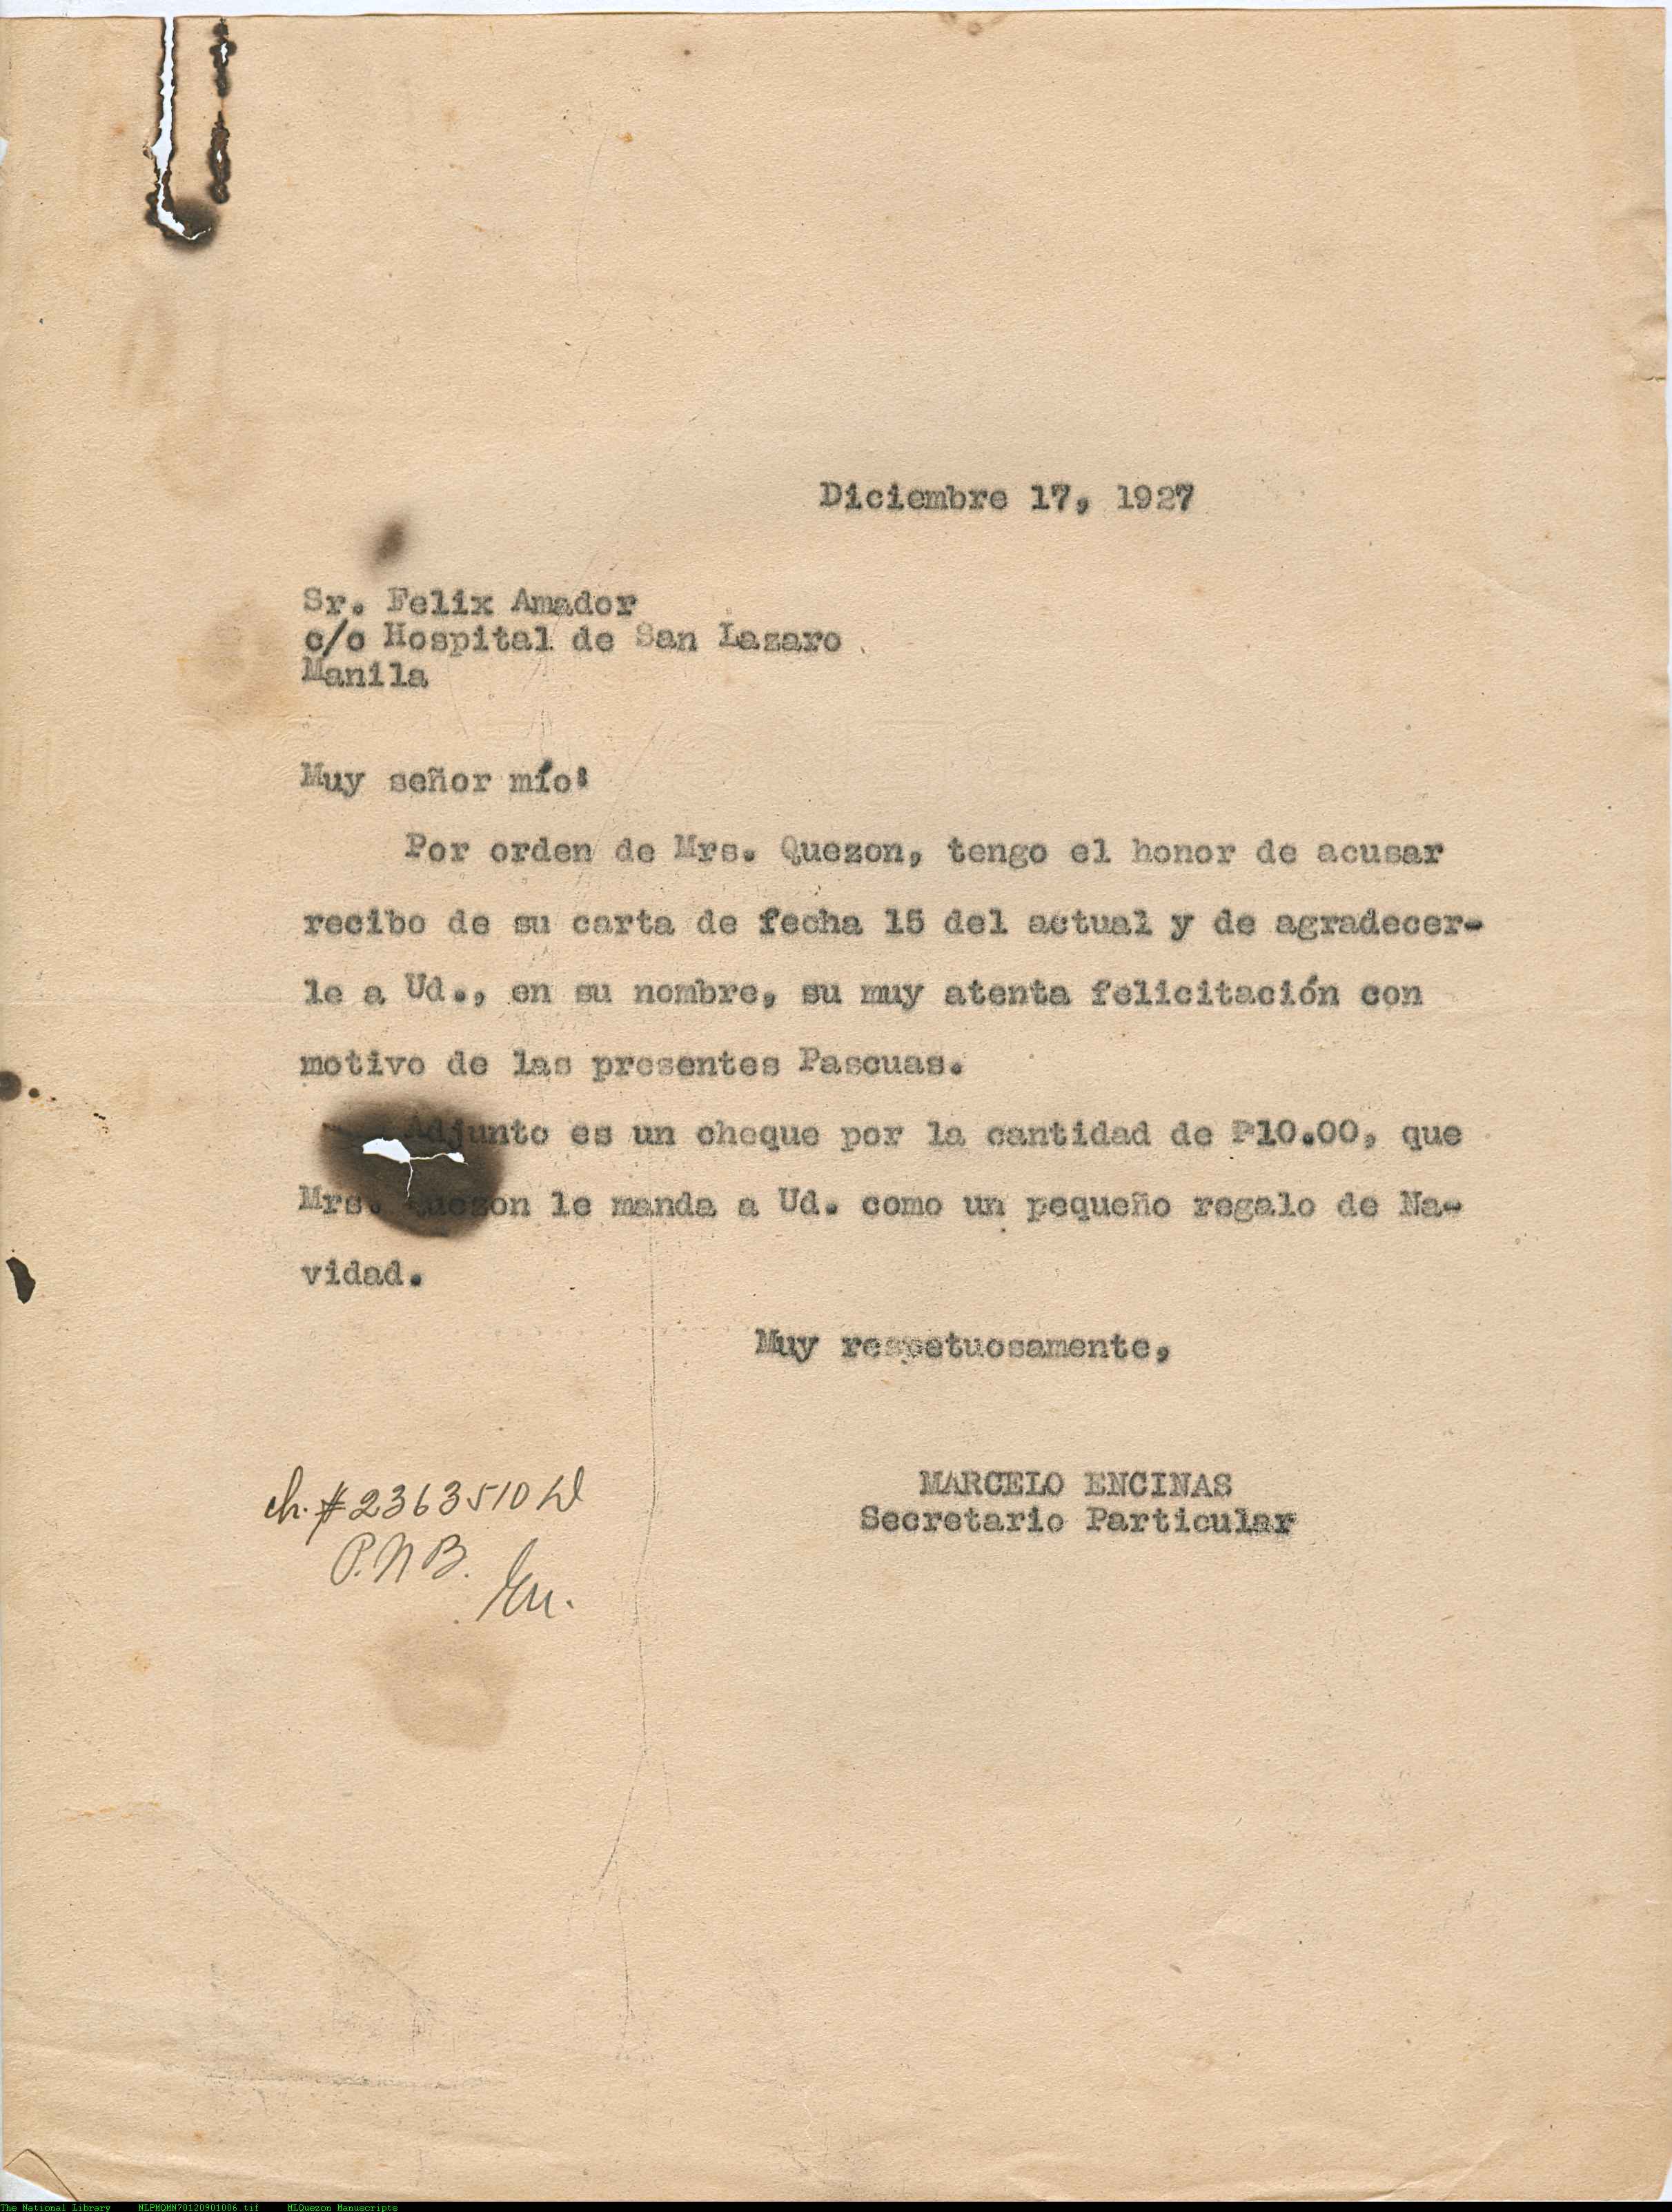 Diciembre 17, 1927
Sr. Felix Amador
c/o Hospital de San Lazaro
Manila
Muy señor mío:
Por orden de Mrs. Quezon, tengo el honor de acusar
recibo de su carta de fecha 15 del actual y de agradecer-
le a Ud., en su nombre, su muy atenta felicitación con
motivo de las presentes Pascuas.
Adjunto es un cheque por la cantidad de ₱10.00, que
Mrs. Quezon le manda a Ud. como un pequeño regalo de Na-
vidad.
Muy respetuosamente,
MARCELO ENCINAS
Secretario Particular
ch. #2363510
P.N.B.
The National Library NLPMQMN70120901006.tif MLQuezon Manuscripts